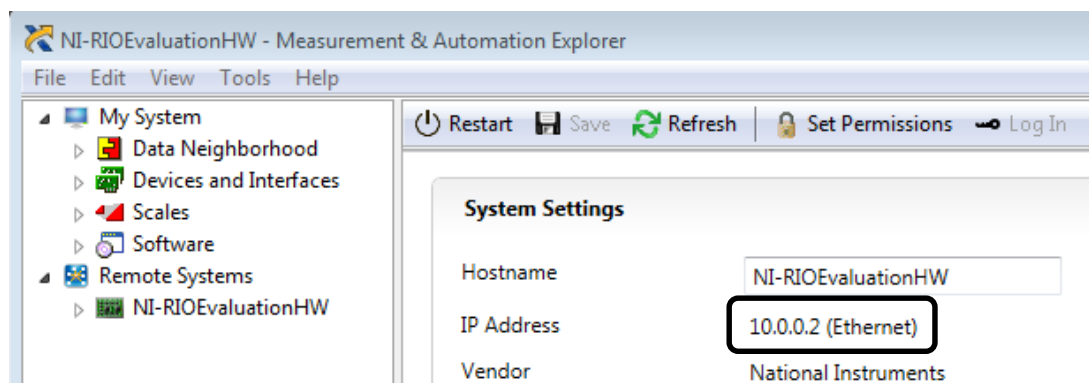 NI-RIOEvaluationHW - Measurement & Automation Explorer
File Edit View Tools Help
My System
Data Neighborhood
Devices and Interfaces
Scales
Software
Remote Systems
NI-RIOEvaluationHW
Restart Save Refresh Set Permissions Log In
System Settings
Hostname NI-RIOEvaluationHW
IP Address 10.0.0.2 (Ethernet)
Vendor National Instruments